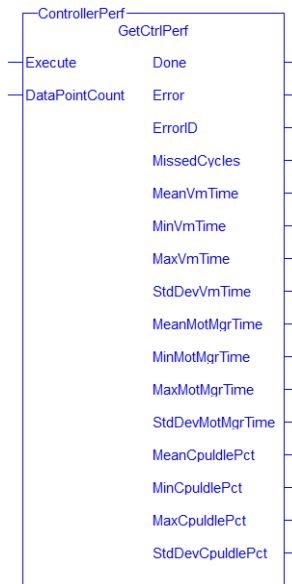 ControllerPerf
GetCtrlPerf
Execute Done
DataPointCount Error
ErrorID
MissedCycles
MeanVmTime
MinVmTime
MaxVmTime
StdDevVmTime
MeanMotMgrTime
MinMotMgrTime
MaxMotMgrTime
StdDevMotMgrTime
MeanCpuIdlePct
MinCpuIdlePct
MaxCpuIdlePct
StdDevCpuIdlePct